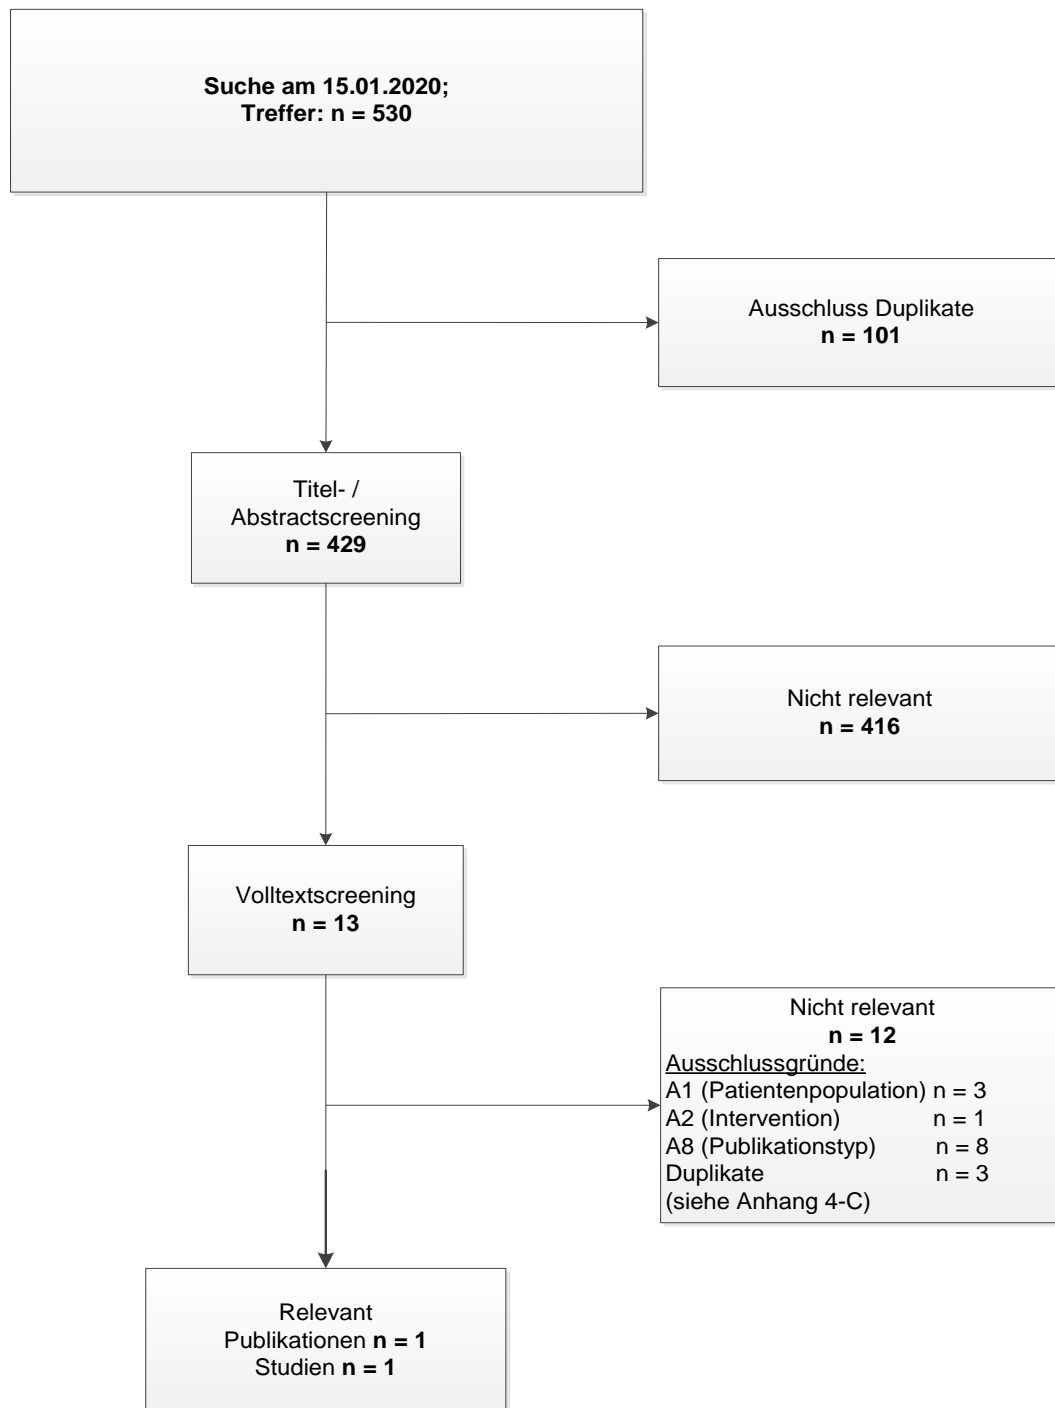 Suche am 15.01.2020;
Treffer: n = 530
Ausschluss Duplikate
n = 101
Titel- /
Abstractscreening
n = 429
Nicht relevant
n = 416
Volltextscreening
n = 13
Nicht relevant
n = 12
Ausschlussgründe:
A1 (Patientenpopulation) n = 3
A2 (Intervention) n = 1
A8 (Publikationstyp) n = 8
Duplikate n = 3
(siehe Anhang 4-C)
Relevant
Publikationen n = 1
Studien n = 1